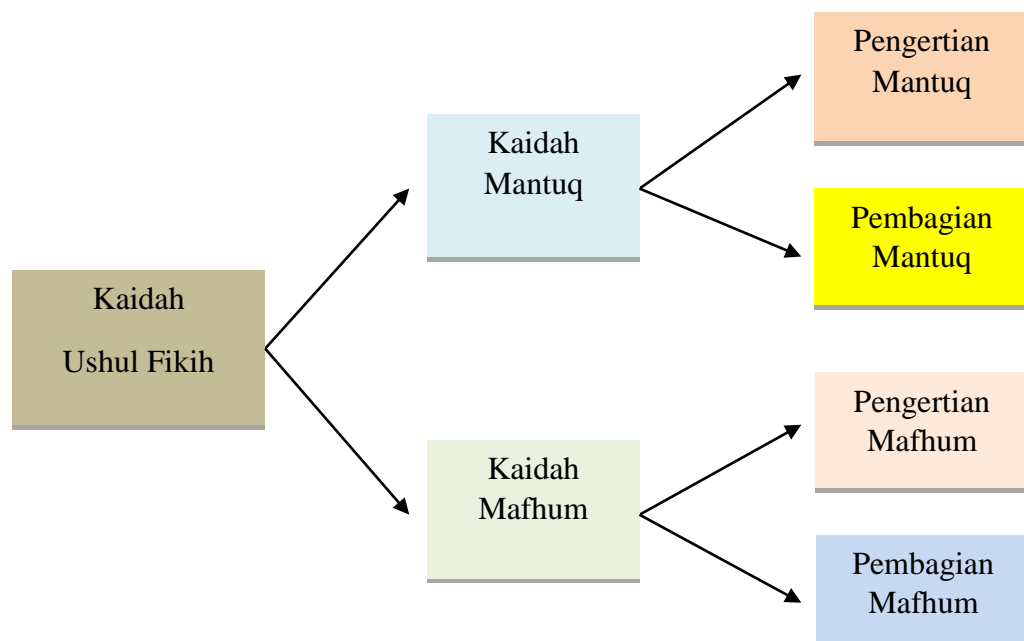 Kaidah
Ushul Fikih
Kaidah
Mantuq
Pengertian
Mantuq
Pembagian
Mantuq
Kaidah
Mafhum
Pengertian
Mafhum
Pembagian
Mafhum